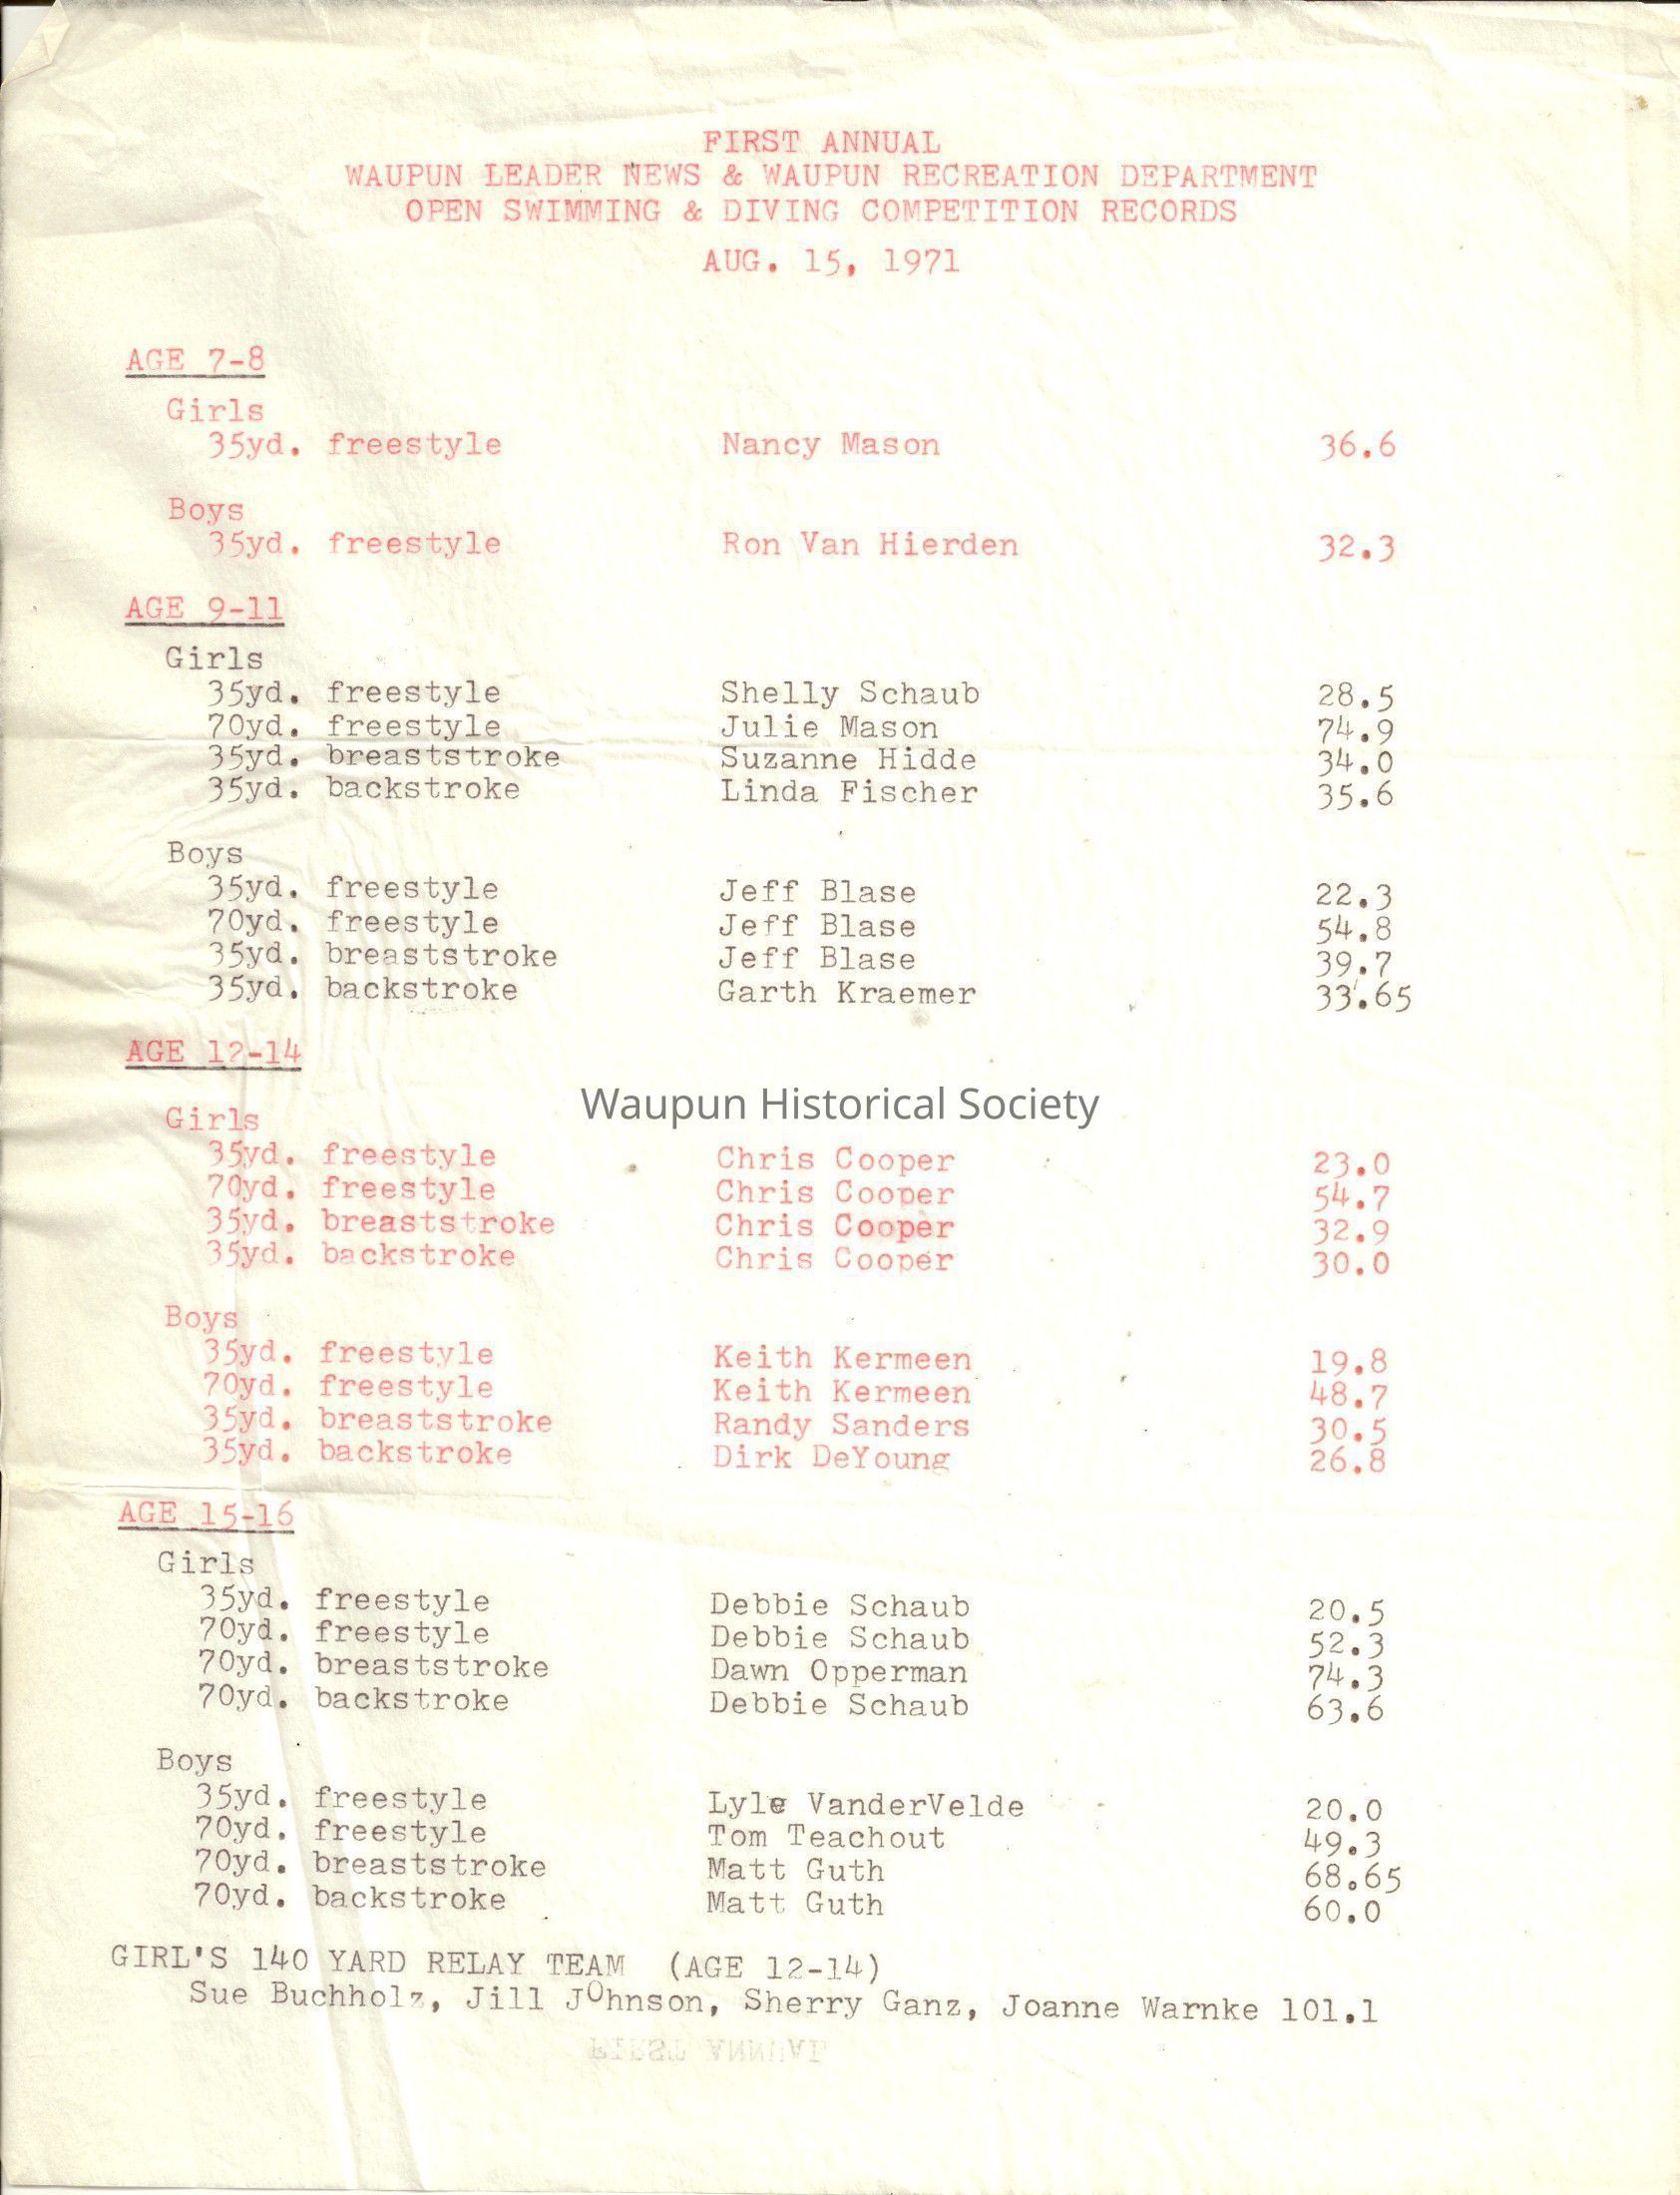 FIRST ANNUAL
WAUPUN LEADER NEWS & WAUPUN RECREATION DEPARTMENT
OPEN SWIMMING & DIVING COMPETITION RECORDS
AUG. 15, 1971
AGE 7-8
Girls
35yd. freestyle Nancy Mason 36.6
Boys
35yd. freestyle Ron Van Hierden 32.3
AGE 9-11
Girls
35yd. freestyle Shelly Schaub 28.5
70yd. freestyle Julie Mason 74.9
35yd. breaststroke Suzanne Hidde 34.0
35yd. backstroke Linda Fischer 35.6
Boys
35yd. freestyle Jeff Blase 22.3
70yd. freestyle Jeff Blase 54.8
35yd. breaststroke Jeff Blase 39.7
35yd. backstroke Garth Kraemer 33.65
AGE 12-14
Waupun Historical Society
Girls
35yd. freestyle Chris Cooper 23.0
70yd. freestyle Chris Cooper 54.7
35yd. breaststroke Chris Cooper 32.9
35yd. backstroke Chris Cooper 30.0
Boys
35yd. freestyle Keith Kermeen 19.8
70yd. freestyle Keith Kermeen 48.7
35yd. breaststroke Randy Sanders 30.5
35yd. backstroke Dirk DeYoung 26.8
AGE 15-16
Girls
35yd. freestyle Debbie Schaub 20.5
70yd. freestyle Debbie Schaub 52.3
70yd. breaststroke Dawn Opperman 74.3
70yd. backstroke Debbie Schaub 63.6
Boys
35yd. freestyle Lyle VanderVelde 20.0
70yd. freestyle Tom Teachout 49.3
70yd. breaststroke Matt Guth 68.65
70yd. backstroke Matt Guth 60.0
GIRL'S 140 YARD RELAY TEAM (AGE 12-14)
Sue Buchholz, Jill JOhnson, Sherry Ganz, Joanne Warnke 101.1
FIRST ANNUAL